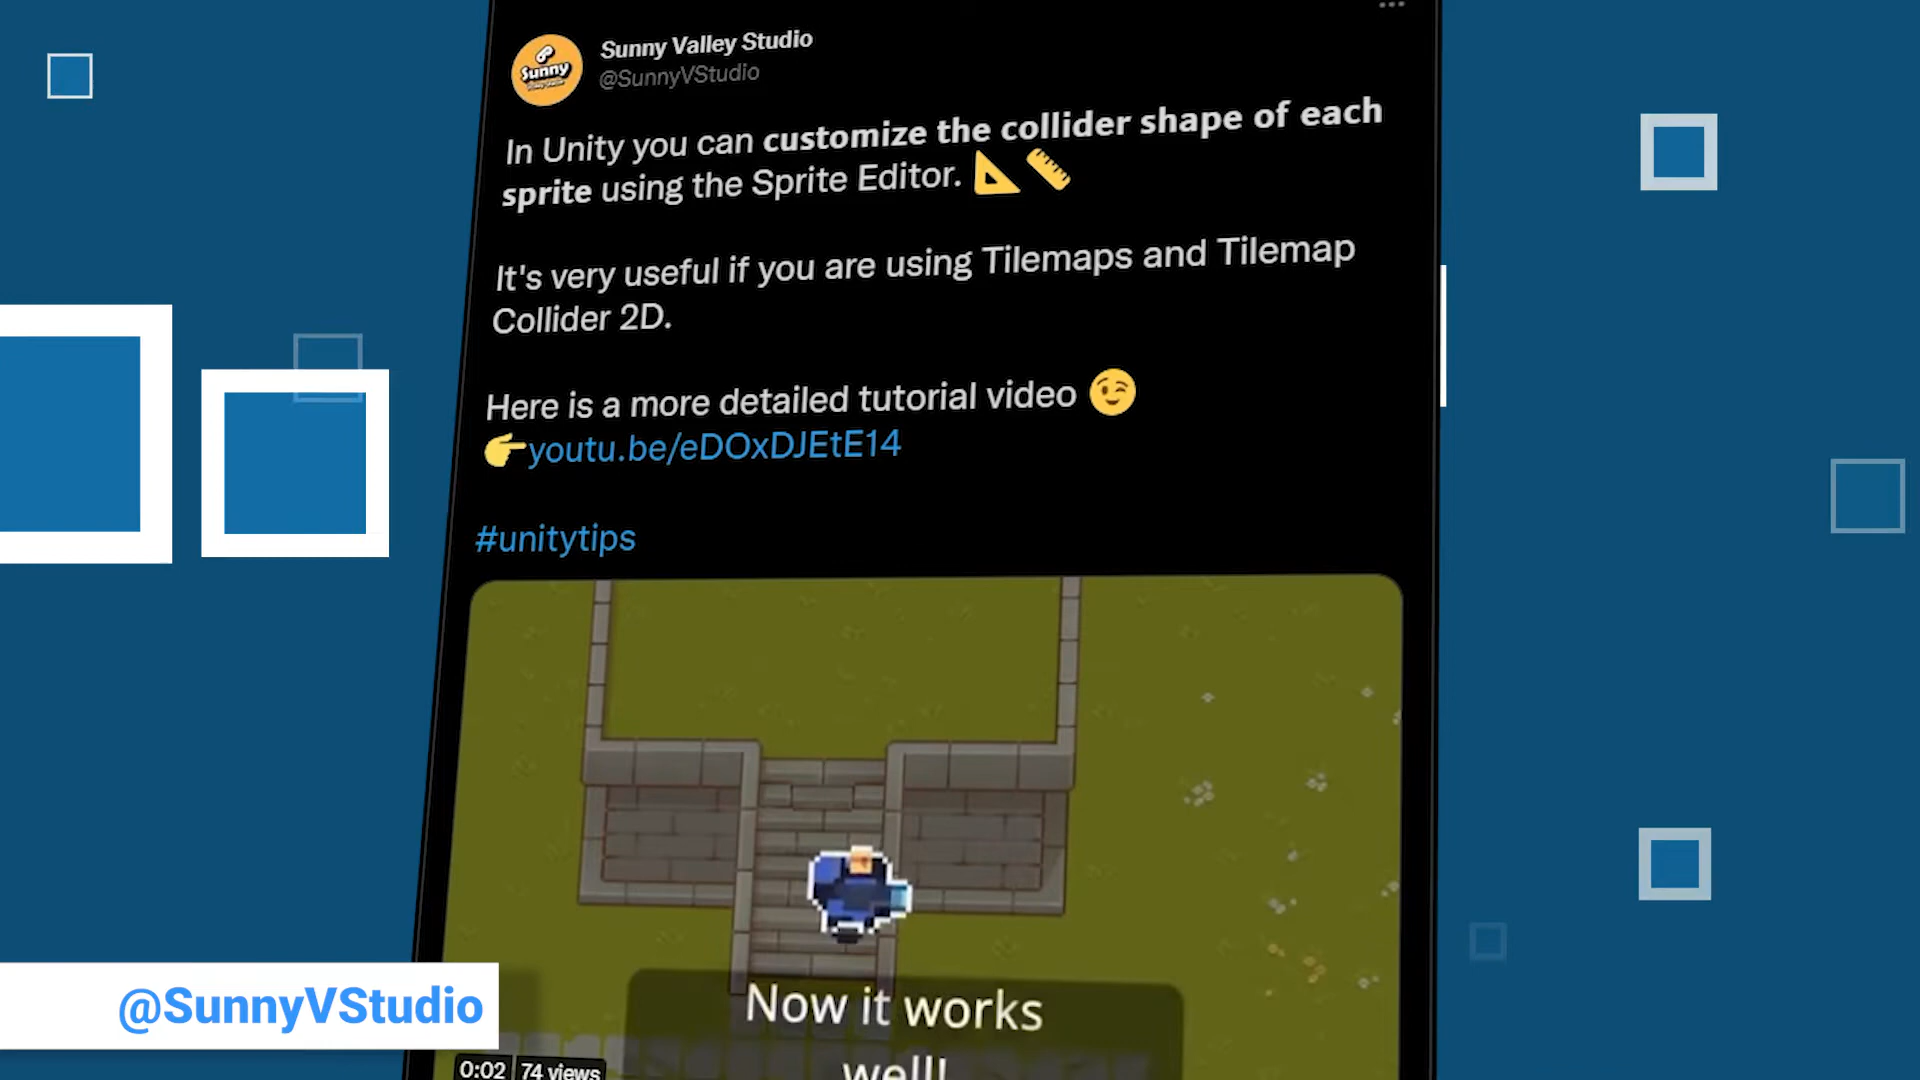 Sunny Valley Studio
@SunnyVStudio
Sunny
In Unity you can customize the collider shape of each
sprite using the Sprite Editor.
It's very useful if you are using Tilemaps and Tilemap
Collider 2D.
Here is a more detailed tutorial video
youtu.be/eDOxDJEtE14
#unitytips
Now it works
well!
0:02 74 views
@SunnyVStudio